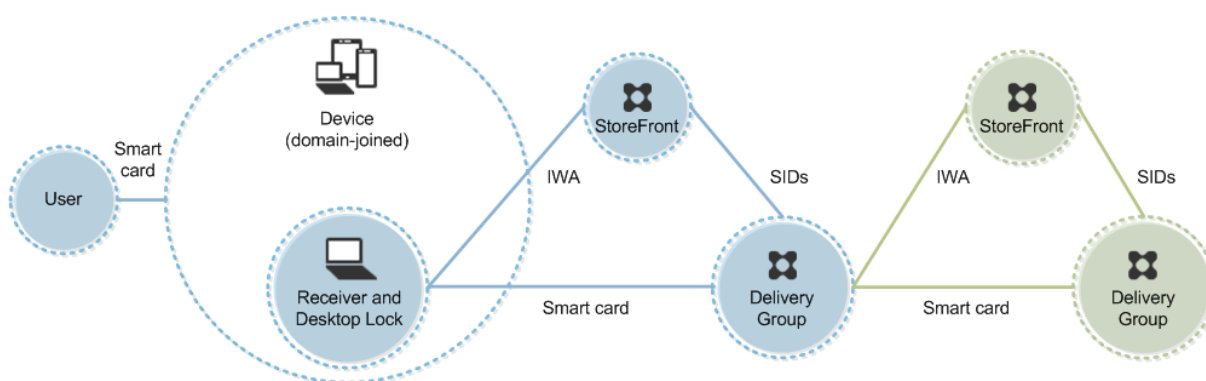 User
Smart
card
Device
(domain-joined)
Receiver and
Desktop Lock
IWA
StoreFront
SIDs
Smart card
Delivery
Group
IWA
StoreFront
SIDs
Smart card
Delivery
Group